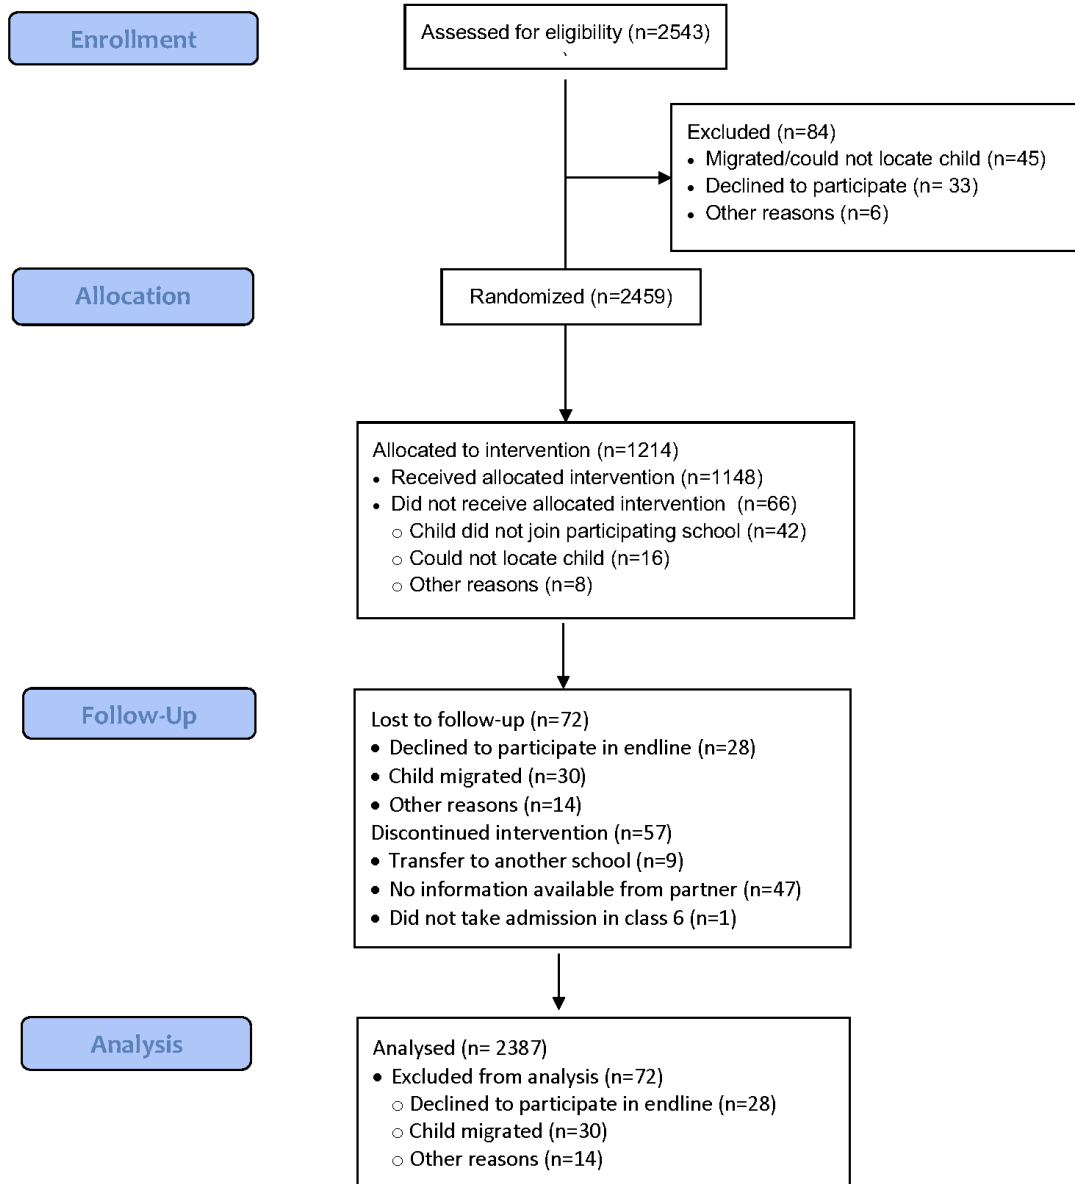 Enrollment
Assessed for eligibility (n=2543)
Excluded (n=84)
• Migrated/could not locate child (n=45)
• Declined to participate (n= 33)
• Other reasons (n=6)
Allocation
Randomized (n=2459)
Allocated to intervention (n=1214)
• Received allocated intervention (n=1148)
• Did not receive allocated intervention (n=66)
○ Child did not join participating school (n=42)
○ Could not locate child (n=16)
○ Other reasons (n=8)
Follow-Up
Lost to follow-up (n=72)
• Declined to participate in endline (n=28)
• Child migrated (n=30)
• Other reasons (n=14)
Discontinued intervention (n=57)
• Transfer to another school (n=9)
• No information available from partner (n=47)
• Did not take admission in class 6 (n=1)
Analysis
Analysed (n= 2387)
• Excluded from analysis (n=72)
○ Declined to participate in endline (n=28)
○ Child migrated (n=30)
○ Other reasons (n=14)